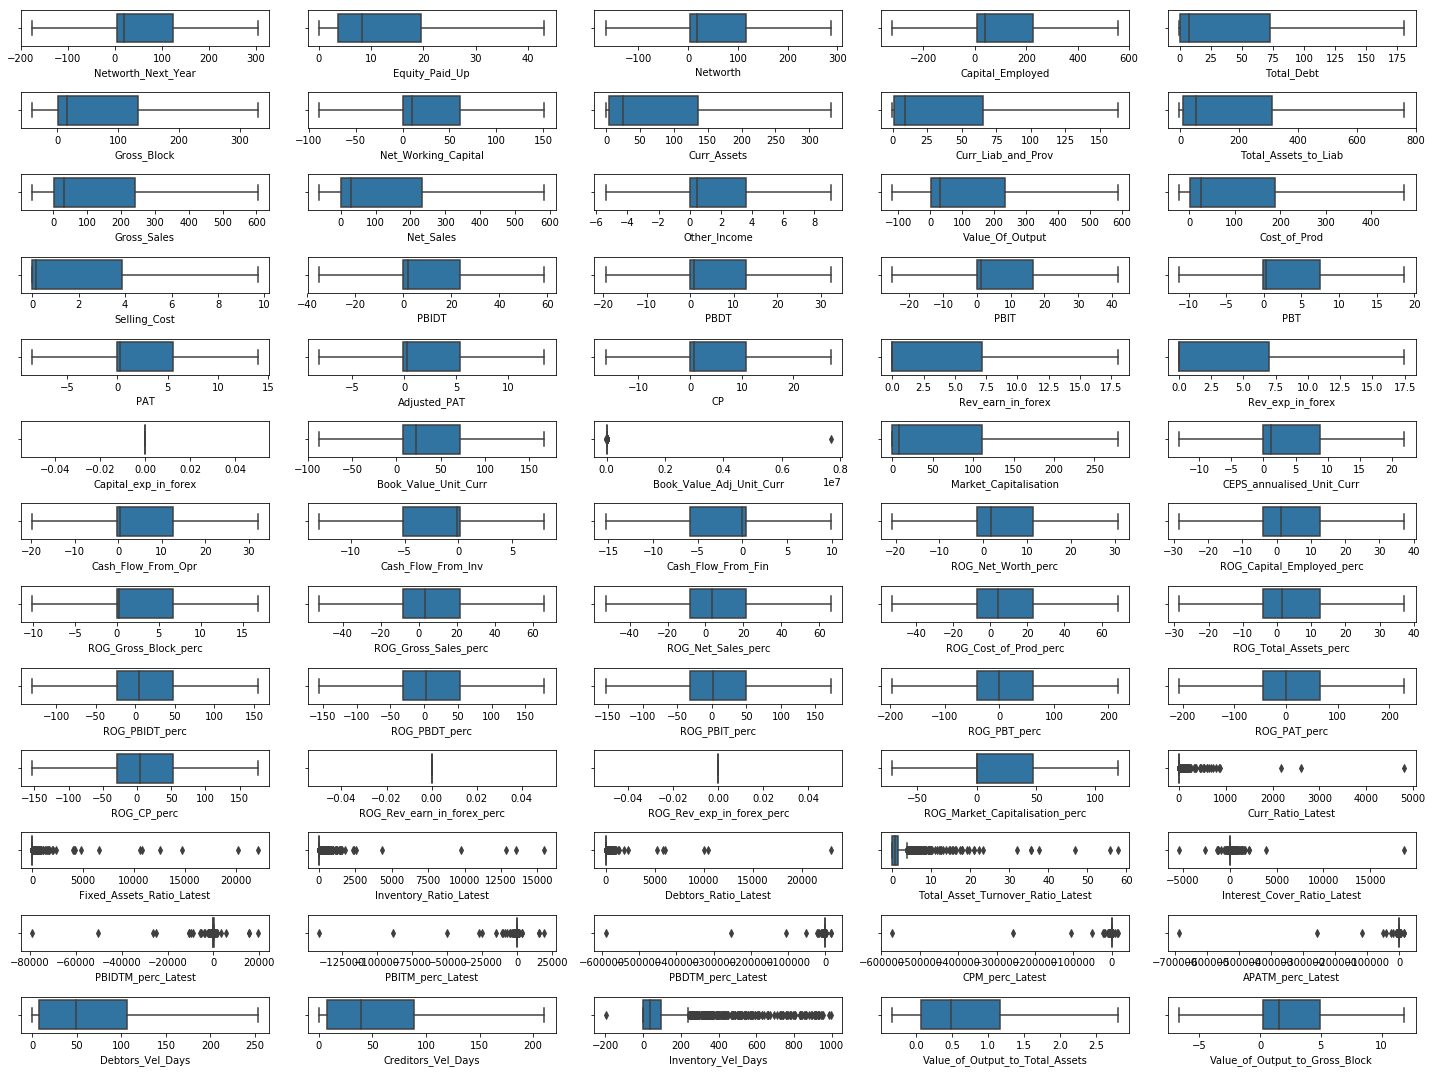 −200 −100 0 100 200 300 0 10 20 30 40 −100 0 100 200 300 −200 0 200 400 600 0 25 50 75 100 125 150 175
Networth_Next_Year Equity_Paid_Up Networth Capital_Employed Total_Debt
0 100 200 300 −100 −50 0 50 100 150 0 50 100 150 200 250 300 0 25 50 75 100 125 150 0 200 400 600 800
Gross_Block Net_Working_Capital Curr_Assets Curr_Liab_and_Prov Total_Assets_to_Liab
0 100 200 300 400 500 600 0 100 200 300 400 500 600 −6 −4 −2 0 2 4 6 8 −100 0 100 200 300 400 500 600 0 100 200 300 400
Gross_Sales Net_Sales Other_Income Value_Of_Output Cost_of_Prod
0 2 4 6 8 10 −40 −20 0 20 40 60 −20 −10 0 10 20 30 −20 −10 0 10 20 30 40 −10 −5 0 5 10 15 20
Selling_Cost PBIDT PBDT PBIT PBT
−5 0 5 10 15 −5 0 5 10 −10 0 10 20 0.0 2.5 5.0 7.5 10.0 12.5 15.0 17.5 0.0 2.5 5.0 7.5 10.0 12.5 15.0 17.5
PAT Adjusted_PAT CP Rev_earn_in_forex Rev_exp_in_forex
−0.04 −0.02 0.00 0.02 0.04 −100 −50 0 50 100 150 0.0 0.2 0.4 0.6 0.8 0 50 100 150 200 250 −10 −5 0 5 10 15 20
Capital_exp_in_forex Book_Value_Unit_Curr Book_Value_Adj_Unit_Curr 1e7 Market_Capitalisation CEPS_annualised_Unit_Curr
−20 −10 0 10 20 30 −10 −5 0 5 −15 −10 −5 0 5 10 −20 −10 0 10 20 30 −30 −20 −10 0 10 20 30 40
Cash_Flow_From_Opr Cash_Flow_From_Inv Cash_Flow_From_Fin ROG_Net_Worth_perc ROG_Capital_Employed_perc
−10 −5 0 5 10 15 −40 −20 0 20 40 60 −40 −20 0 20 40 60 −40 −20 0 20 40 60 −30 −20 −10 0 10 20 30 40
ROG_Gross_Block_perc ROG_Gross_Sales_perc ROG_Net_Sales_perc ROG_Cost_of_Prod_perc ROG_Total_Assets_perc
−100 −50 0 50 100 150 −150 −100 −50 0 50 100 150 −150 −100 −50 0 50 100 150 −200 −100 0 100 200 −200 −100 0 100 200
ROG_PBIDT_perc ROG_PBDT_perc ROG_PBIT_perc ROG_PBT_perc ROG_PAT_perc
−150 −100 −50 0 50 100 150 −0.04 −0.02 0.00 0.02 0.04 −0.04 −0.02 0.00 0.02 0.04 −50 0 50 100 0 1000 2000 3000 4000 5000
ROG_CP_perc ROG_Rev_earn_in_forex_perc ROG_Rev_exp_in_forex_perc ROG_Market_Capitalisation_perc Curr_Ratio_Latest
0 5000 10000 15000 20000 0 2500 5000 7500 10000 12500 15000 0 5000 10000 15000 20000 0 10 20 30 40 50 60 −5000 0 5000 10000 15000
Fixed_Assets_Ratio_Latest Inventory_Ratio_Latest Debtors_Ratio_Latest Total_Asset_Turnover_Ratio_Latest Interest_Cover_Ratio_Latest
−80000 −60000 −40000 −20000 0 20000 −50000 −25000 0 25000 0 0 0
PBIDTM_perc_Latest PBITM_perc_Latest PBDTM_perc_Latest CPM_perc_Latest APATM_perc_Latest
0 50 100 150 200 250 0 50 100 150 200 −200 0 200 400 600 800 1000 0.0 0.5 1.0 1.5 2.0 2.5 −5 0 5 10
Debtors_Vel_Days Creditors_Vel_Days Inventory_Vel_Days Value_of_Output_to_Total_Assets Value_of_Output_to_Gross_Block